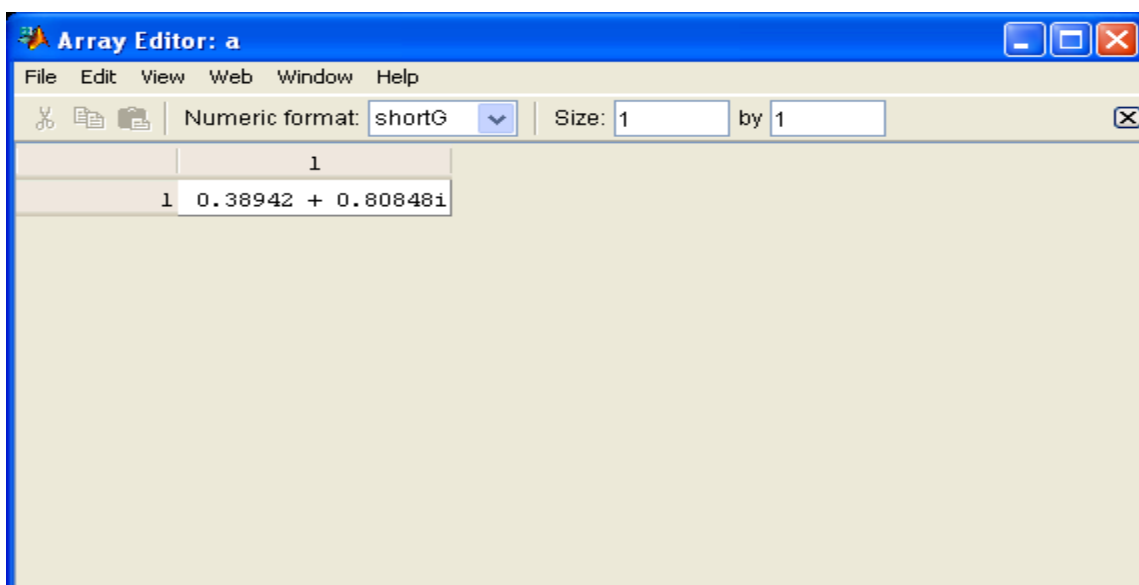 Array Editor: a
File Edit View Web Window Help
Numeric format: shortG Size: 1 by 1
1
1 0.38942 + 0.80848i